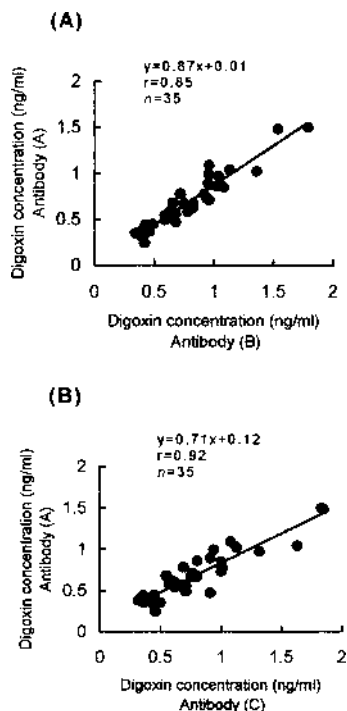 (A)
y=0.87x+0.01
r=0.85
n=35
Digoxin concentration (ng/ml)
Antibody (A)
2
1.5
1
0.5
0
0 0.5 1 1.5 2
Digoxin concentration (ng/ml)
Antibody (B)
(B)
y=0.71x+0.12
r=0.92
n=35
Digoxin concentration (ng/ml)
Antibody (A)
2
1.5
1
0.5
0
0 0.5 1 1.5 2
Digoxin concentration (ng/ml)
Antibody (C)